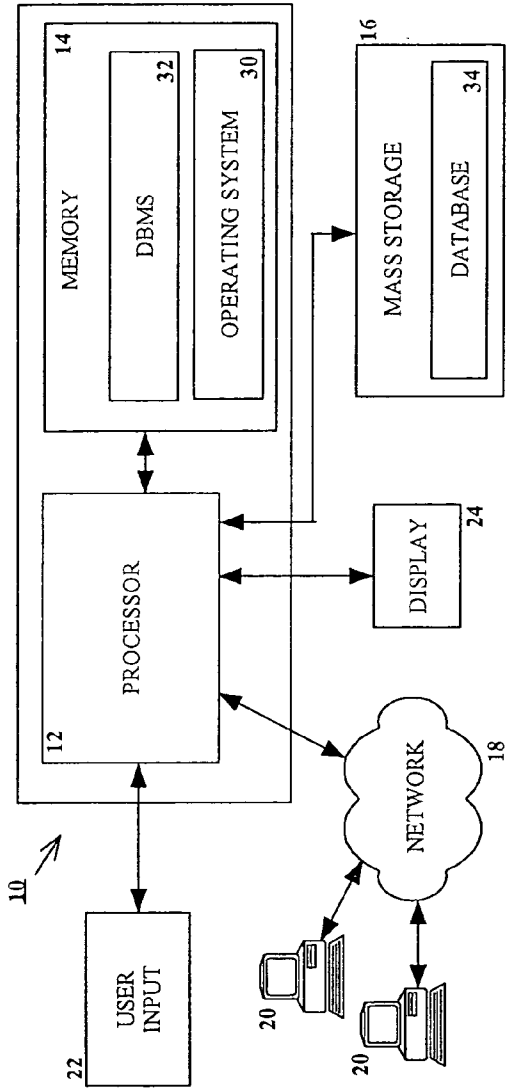 10
22
USER
INPUT
12
PROCESSOR
MEMORY
14
DBMS
32
OPERATING SYSTEM
30
20
20
NETWORK
18
DISPLAY
24
MASS STORAGE
16
DATABASE
34